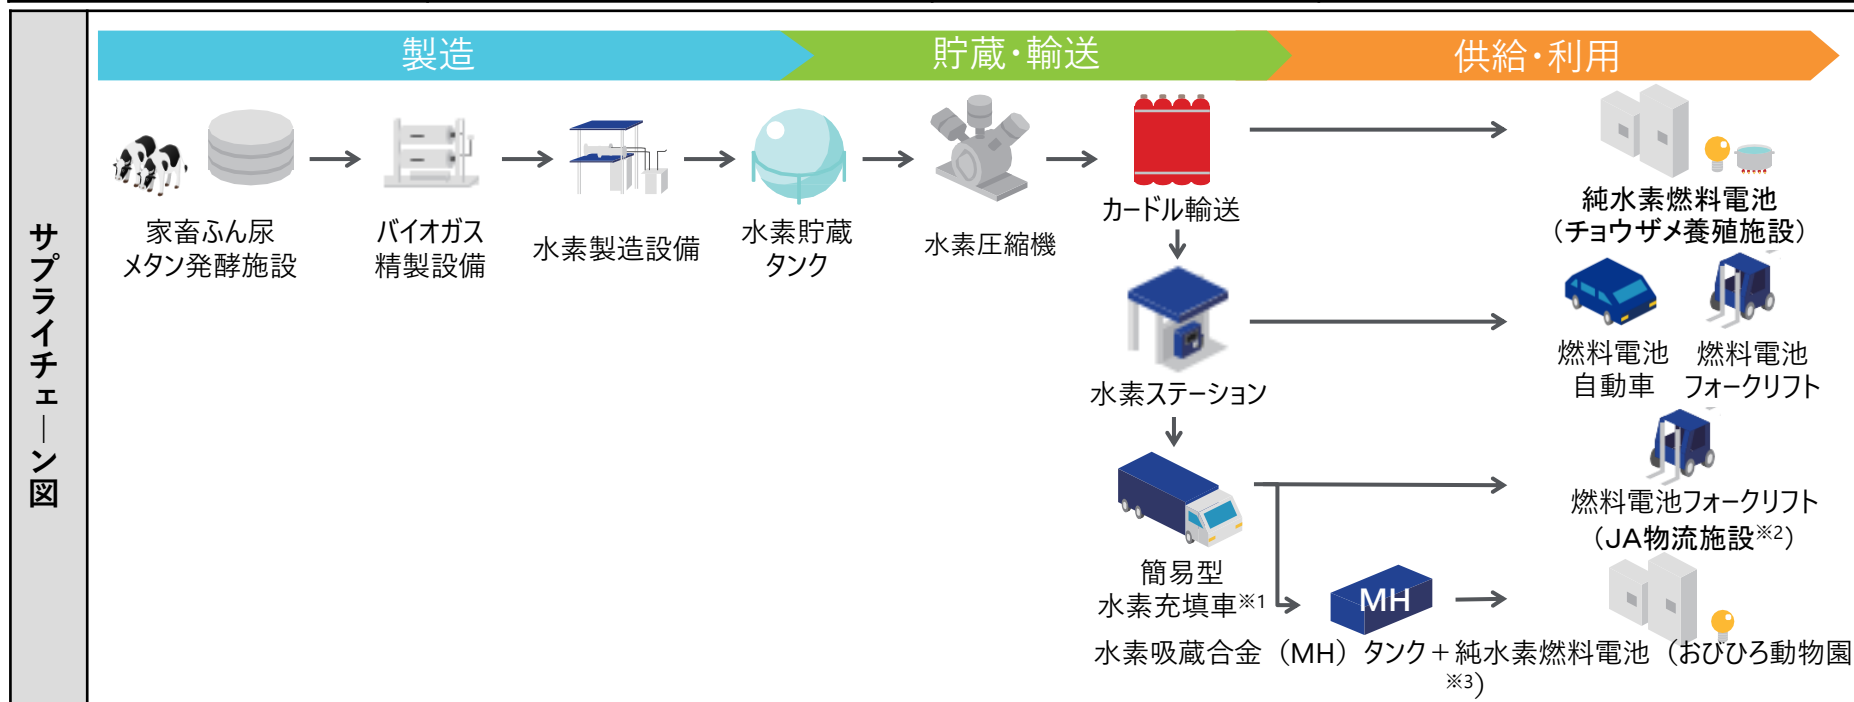 サプライチェーン図
製造
貯蔵・輸送
供給・利用
家畜ふん尿
メタン発酵施設
バイオガス
精製設備
水素製造設備
水素貯蔵
タンク
水素圧縮機
カードル輸送
純水素燃料電池
（チョウザメ養殖施設）
水素ステーション
燃料電池
自動車
燃料電池
フォークリフト
簡易型
水素充填車※1
燃料電池フォークリフト
（JA物流施設※2）
MH
水素吸蔵合金（MH）タンク＋純水素燃料電池（おびひろ動物園
※3）